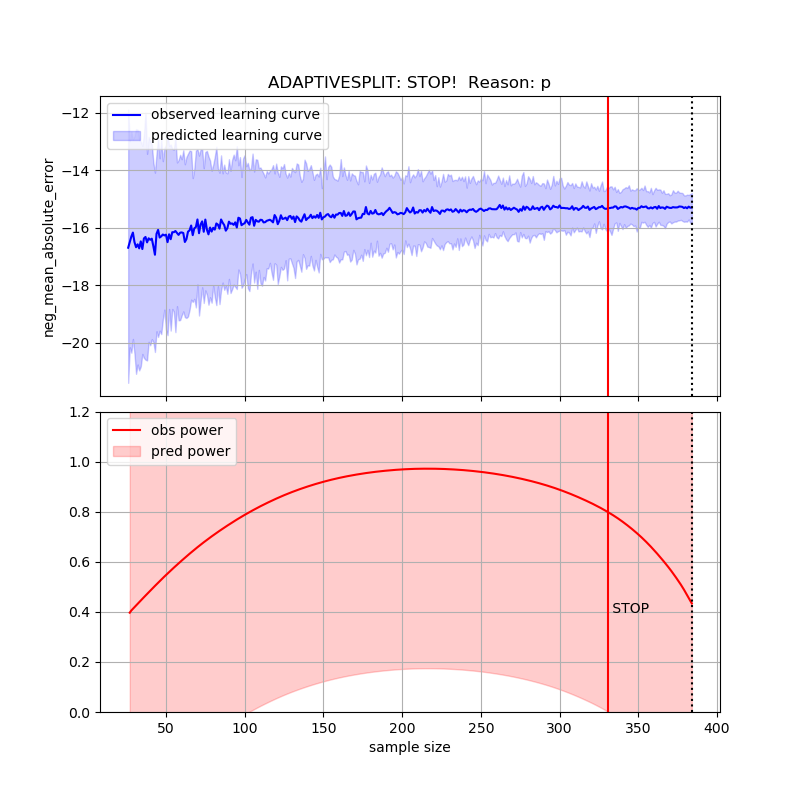 ADAPTIVESPLIT: STOP!  Reason: p
observed learning curve
predicted learning curve
neg_mean_absolute_error
−12
−14
−16
−18
−20
obs power
pred power
1.2
1.0
0.8
0.6
0.4
0.2
0.0
STOP
50 100 150 200 250 300 350 400
sample size